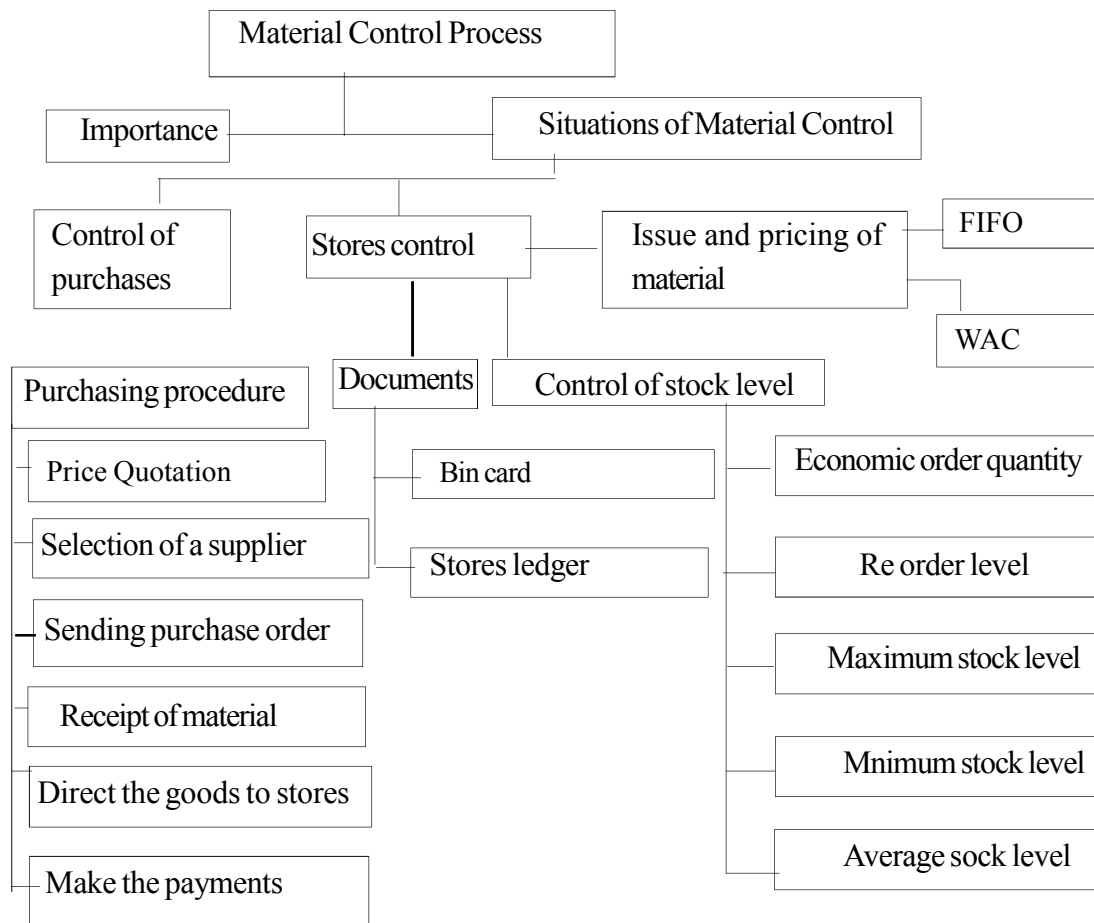 Material Control Process
Importance
Situations of Material Control
Control of
purchases
Stores control
Issue and pricing of
material
FIFO
WAC
Purchasing procedure
Price Quotation
Selection of a supplier
Sending purchase order
Receipt of material
Direct the goods to stores
Make the payments
Documents
Bin card
Stores ledger
Control of stock level
Economic order quantity
Re order level
Maximum stock level
Mnimum stock level
Average sock level